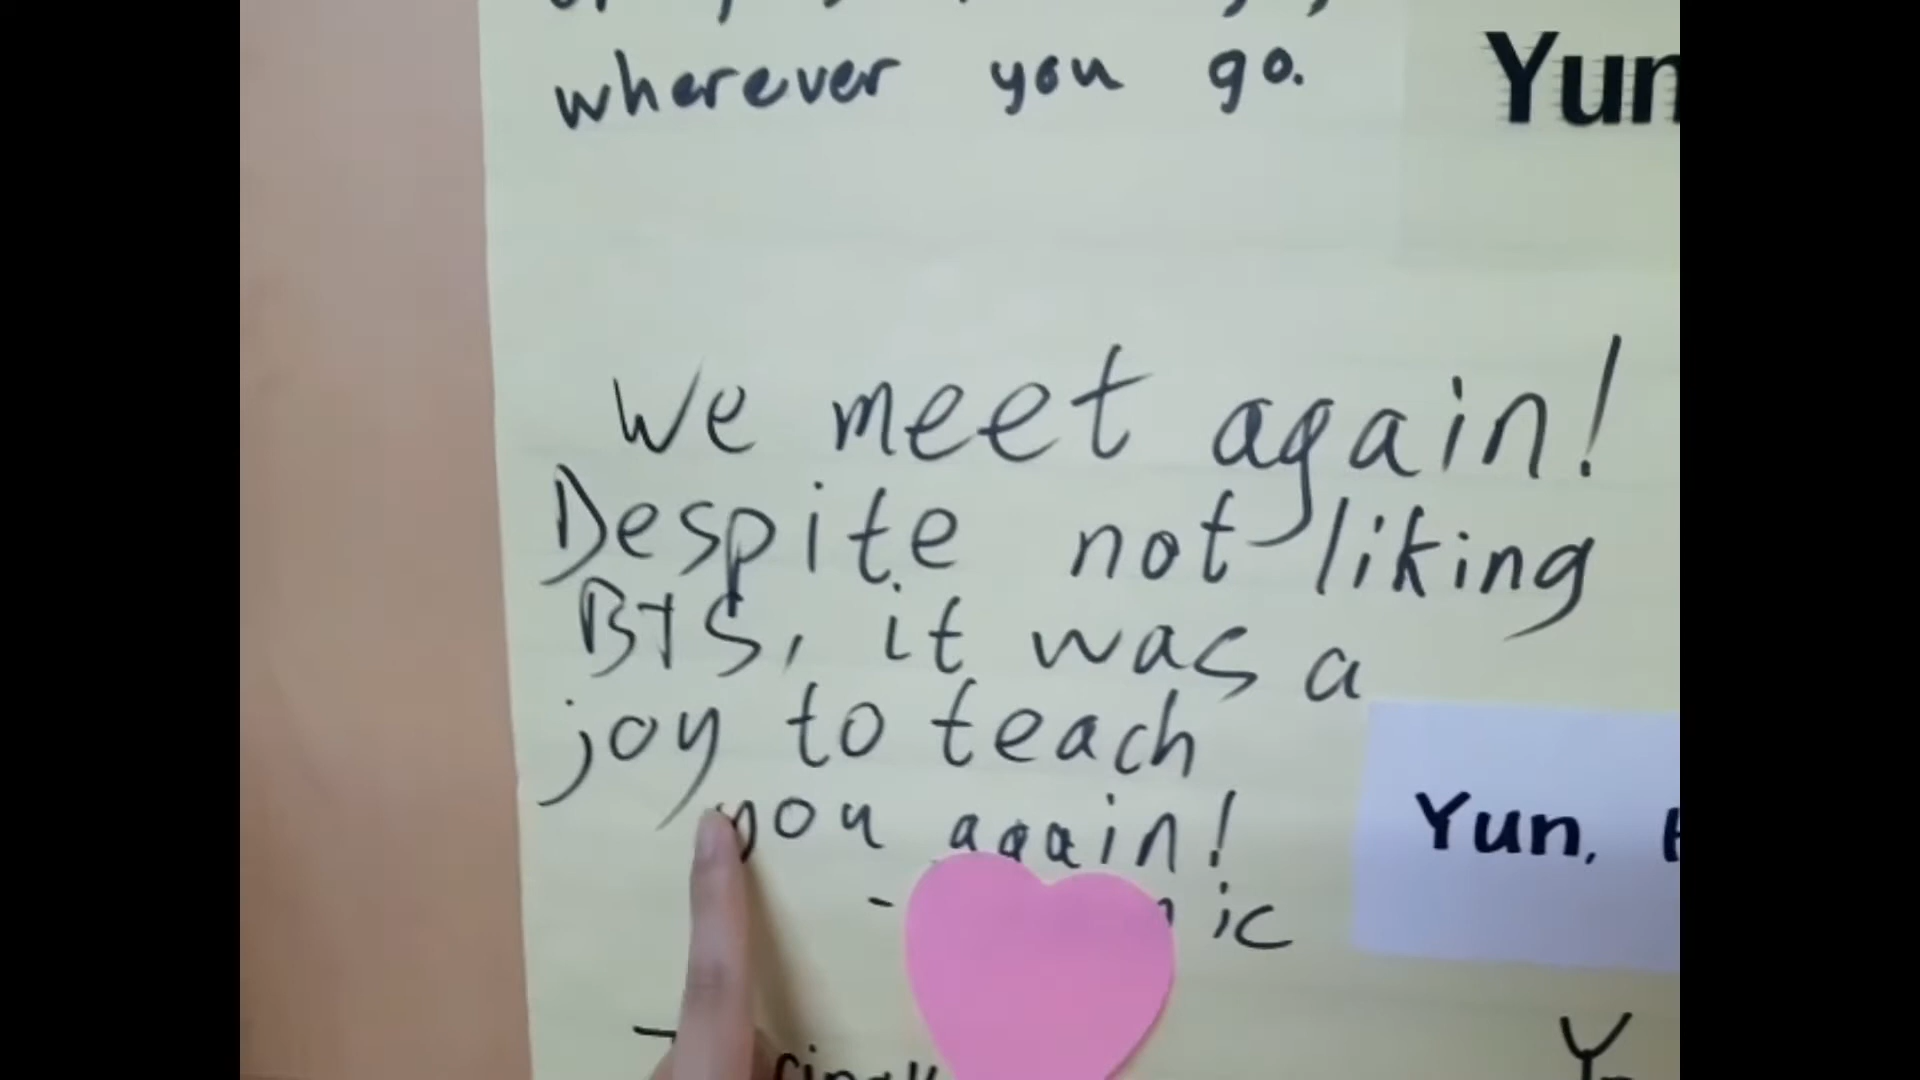 wherever you go.
Yun
We meet again!
Despite not liking
BTS, it was a
joy to teach
you again!
Yun,